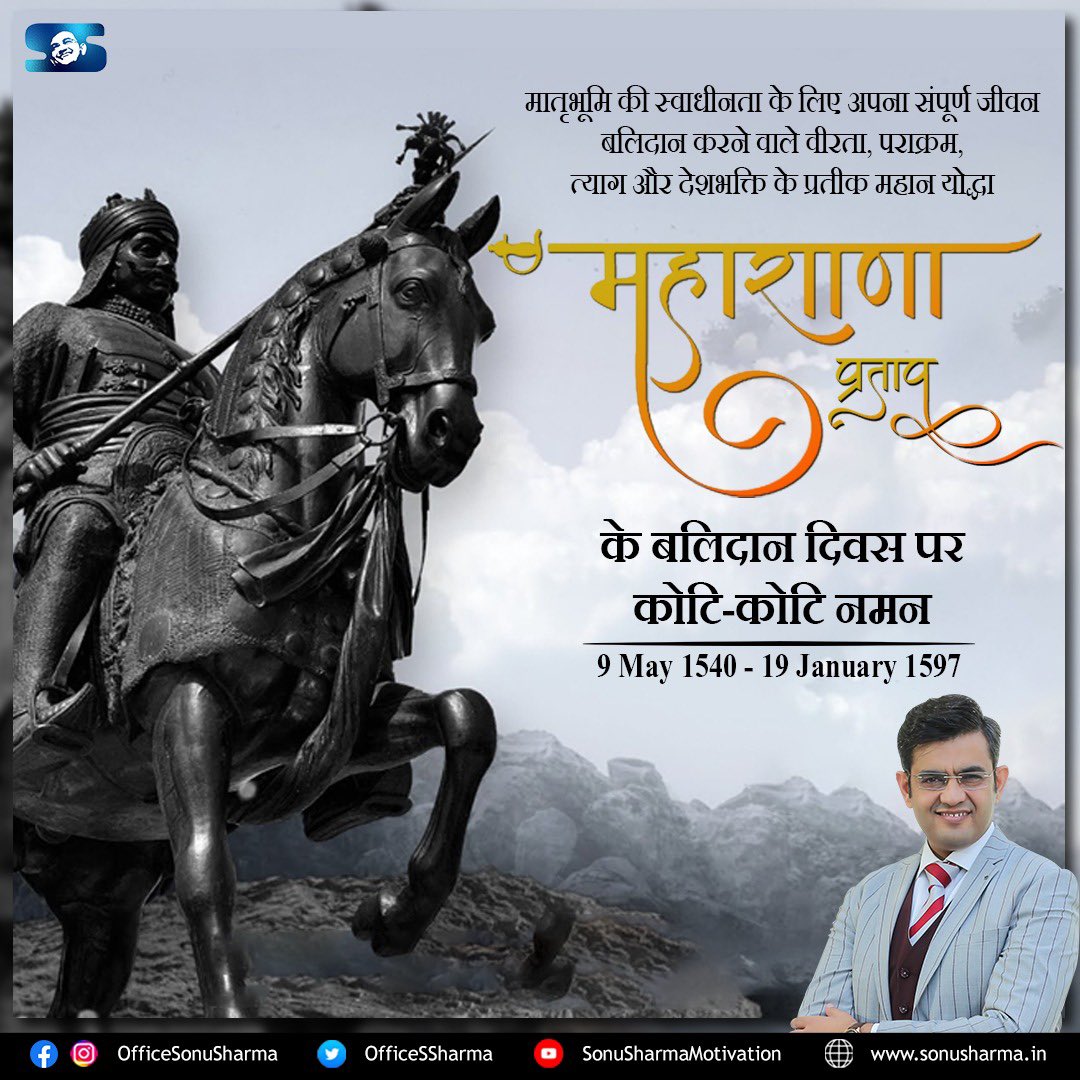 SS
मातृभूमि की स्वाधीनता के लिए अपना संपूर्ण जीवन
बलिदान करने वाले वीरता, पराक्रम,
त्याग और देशभक्ति के प्रतीक महान योद्धा
महाराणा
प्रताप
के बलिदान दिवस पर
कोटि-कोटि नमन
9 May 1540 - 19 January 1597
OfficeSonuSharma OfficeSSharma SonuSharmaMotivation www.sonusharma.in